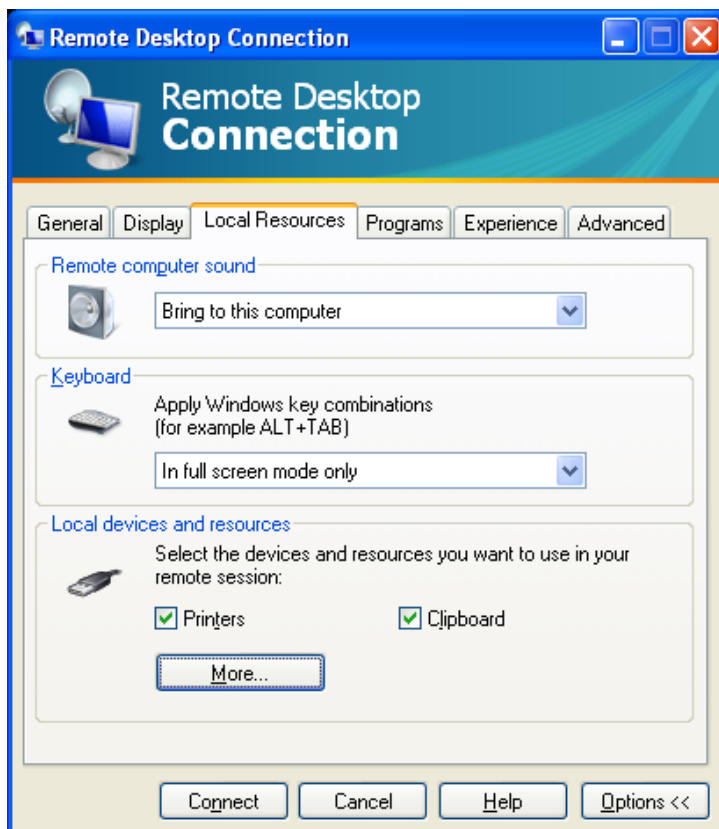 Remote Desktop Connection
Remote Desktop
Connection
General Display Local Resources Programs Experience Advanced
Remote computer sound
Bring to this computer
Keyboard
Apply Windows key combinations
(for example ALT+TAB)
In full screen mode only
Local devices and resources
Select the devices and resources you want to use in your
remote session:
Printers Clipboard
More...
Connect Cancel Help Options <<